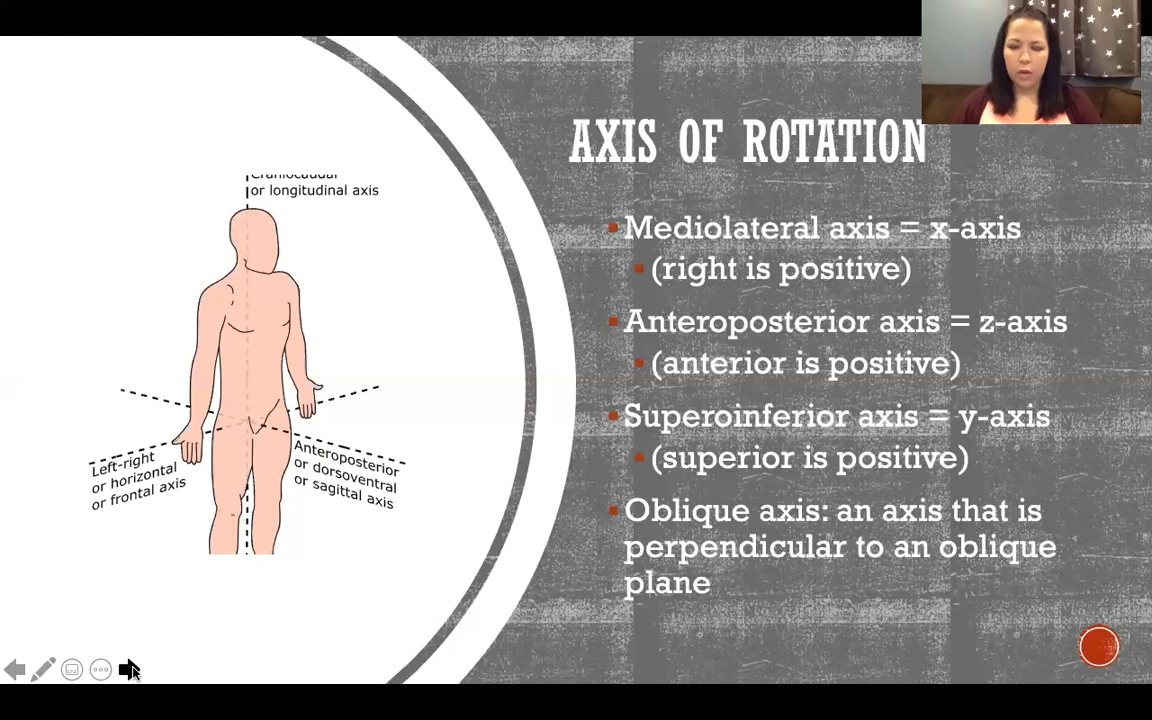 AXIS OF ROTATION
Mediolateral axis = x-axis
(right is positive)
Anteroposterior axis = z-axis
(anterior is positive)
Superoinferior axis = y-axis
(superior is positive)
Oblique axis: an axis that is
perpendicular to an oblique
plane
Craniocaudal
or longitudinal axis
Left-right
or horizontal
or frontal axis
Anteroposterior
or dorsoventral
or sagittal axis